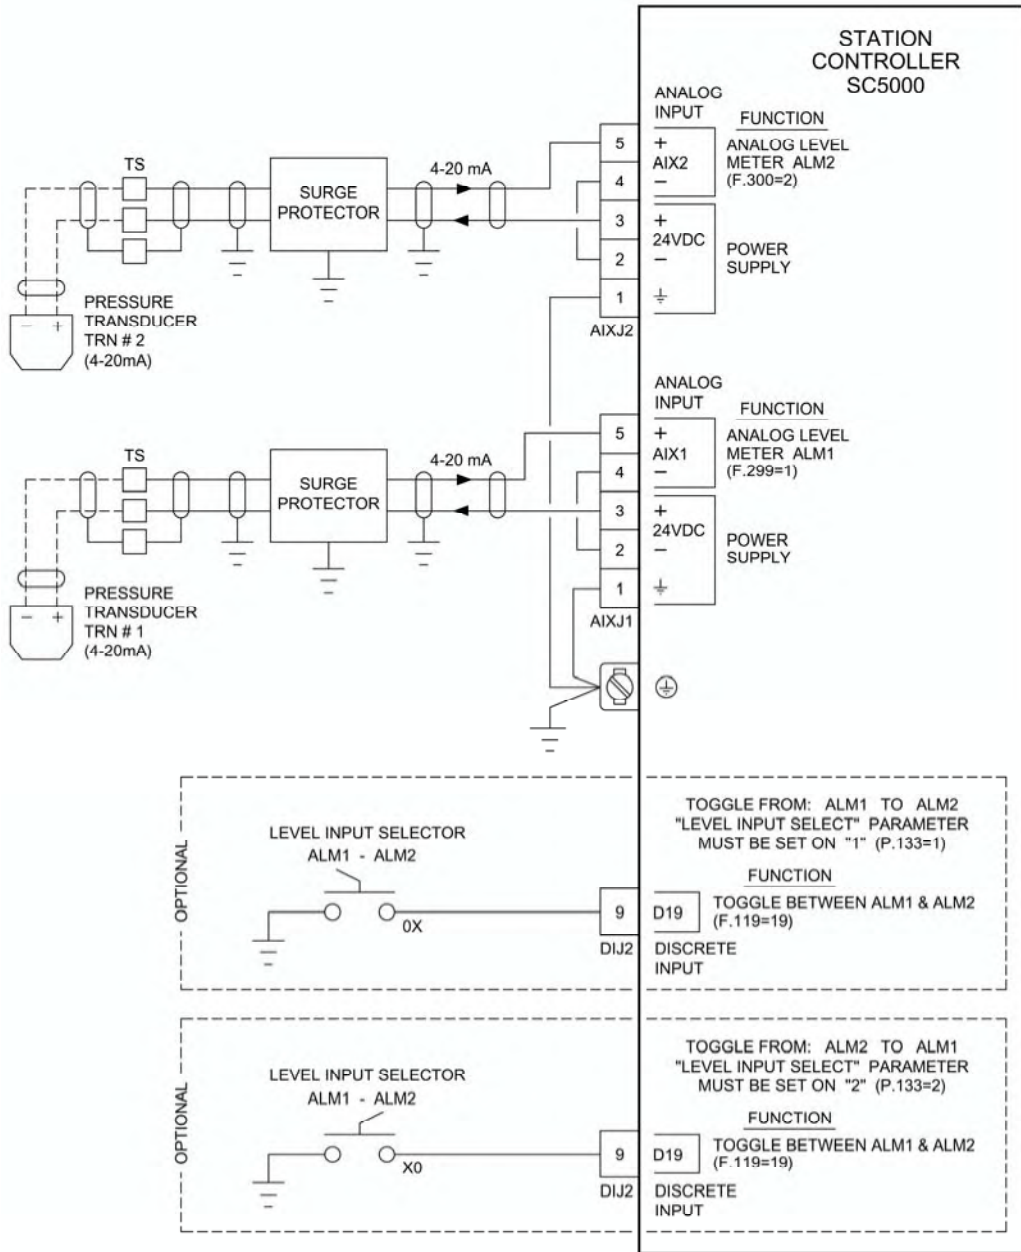 STATION
CONTROLLER
SC5000
ANALOG
INPUT
FUNCTION
5
+
AIX2
ANALOG LEVEL
METER ALM2
(F.300=2)
4
−
3
+
24VDC
POWER
SUPPLY
2
−
1
AIXJ2
TS
SURGE
PROTECTOR
4-20 mA
− +
PRESSURE
TRANSDUCER
TRN # 2
(4-20mA)
ANALOG
INPUT
FUNCTION
5
+
AIX1
ANALOG LEVEL
METER ALM1
(F.299=1)
4
−
3
+
24VDC
POWER
SUPPLY
2
−
1
AIXJ1
TS
SURGE
PROTECTOR
4-20 mA
− +
PRESSURE
TRANSDUCER
TRN # 1
(4-20mA)
OPTIONAL
LEVEL INPUT SELECTOR
ALM1 - ALM2
0X
TOGGLE FROM: ALM1 TO ALM2
"LEVEL INPUT SELECT" PARAMETER
MUST BE SET ON "1" (P.133=1)
FUNCTION
9
D19
TOGGLE BETWEEN ALM1 & ALM2
(F.119=19)
DIJ2
DISCRETE
INPUT
OPTIONAL
LEVEL INPUT SELECTOR
ALM1 - ALM2
X0
TOGGLE FROM: ALM2 TO ALM1
"LEVEL INPUT SELECT" PARAMETER
MUST BE SET ON "2" (P.133=2)
FUNCTION
9
D19
TOGGLE BETWEEN ALM1 & ALM2
(F.119=19)
DIJ2
DISCRETE
INPUT